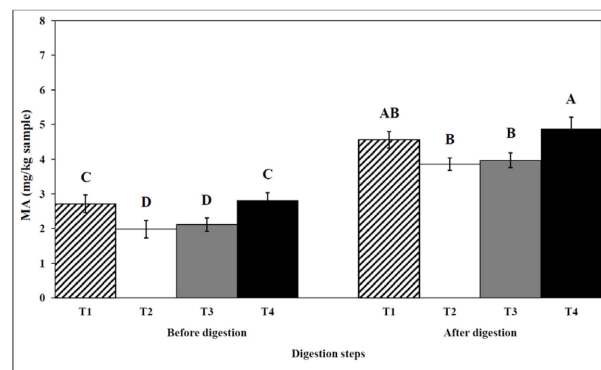 MA (mg/kg sample)
8
7
6
5
4
3
2
1
0
C
D
D
C
AB
B
B
A
T1 T2 T3 T4 T1 T2 T3 T4
Before digestion After digestion
Digestion steps